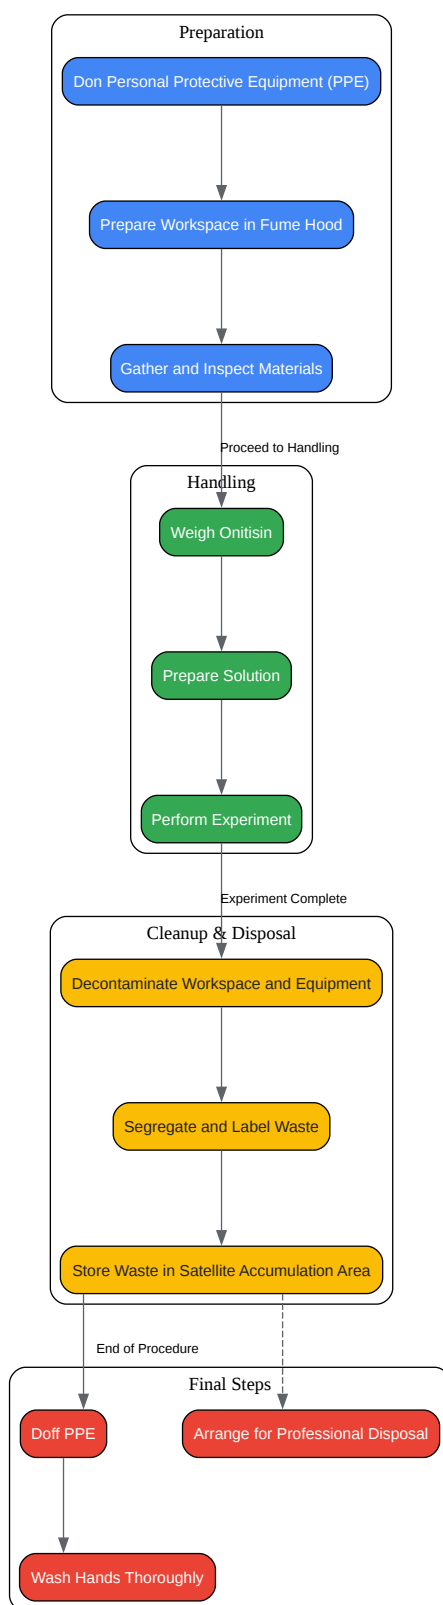 Preparation
Don Personal Protective Equipment (PPE)
Prepare Workspace in Fume Hood
Gather and Inspect Materials
Proceed to Handling
Handling
Weigh Onitisin
Prepare Solution
Perform Experiment
Experiment Complete
Cleanup & Disposal
Decontaminate Workspace and Equipment
Segregate and Label Waste
Store Waste in Satellite Accumulation Area
End of Procedure
Final Steps
Doff PPE
Arrange for Professional Disposal
Wash Hands Thoroughly